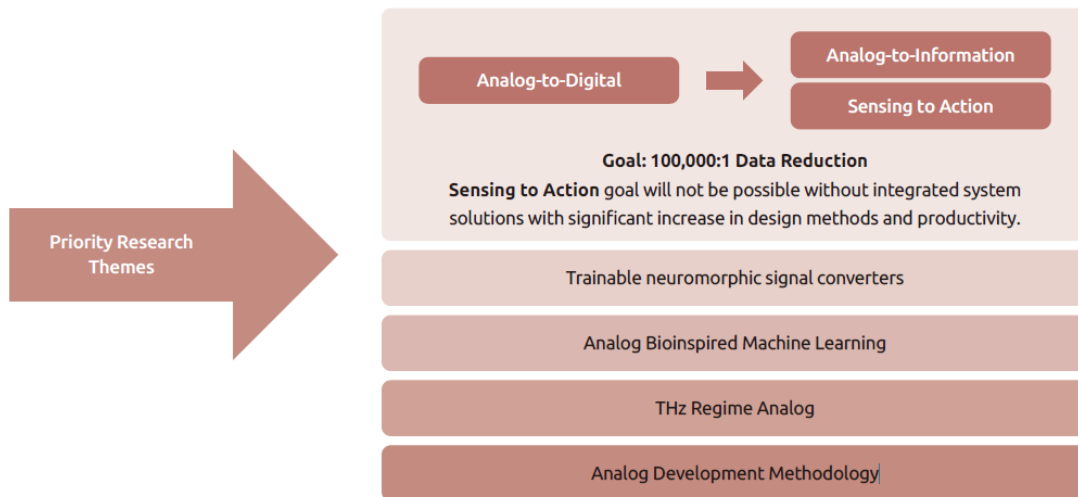 Analog-to-Digital
Analog-to-Information
Sensing to Action
Goal: 100,000:1 Data Reduction
Sensing to Action goal will not be possible without integrated system
solutions with significant increase in design methods and productivity.
Priority Research
Themes
Trainable neuromorphic signal converters
Analog Bioinspired Machine Learning
THz Regime Analog
Analog Development Methodology